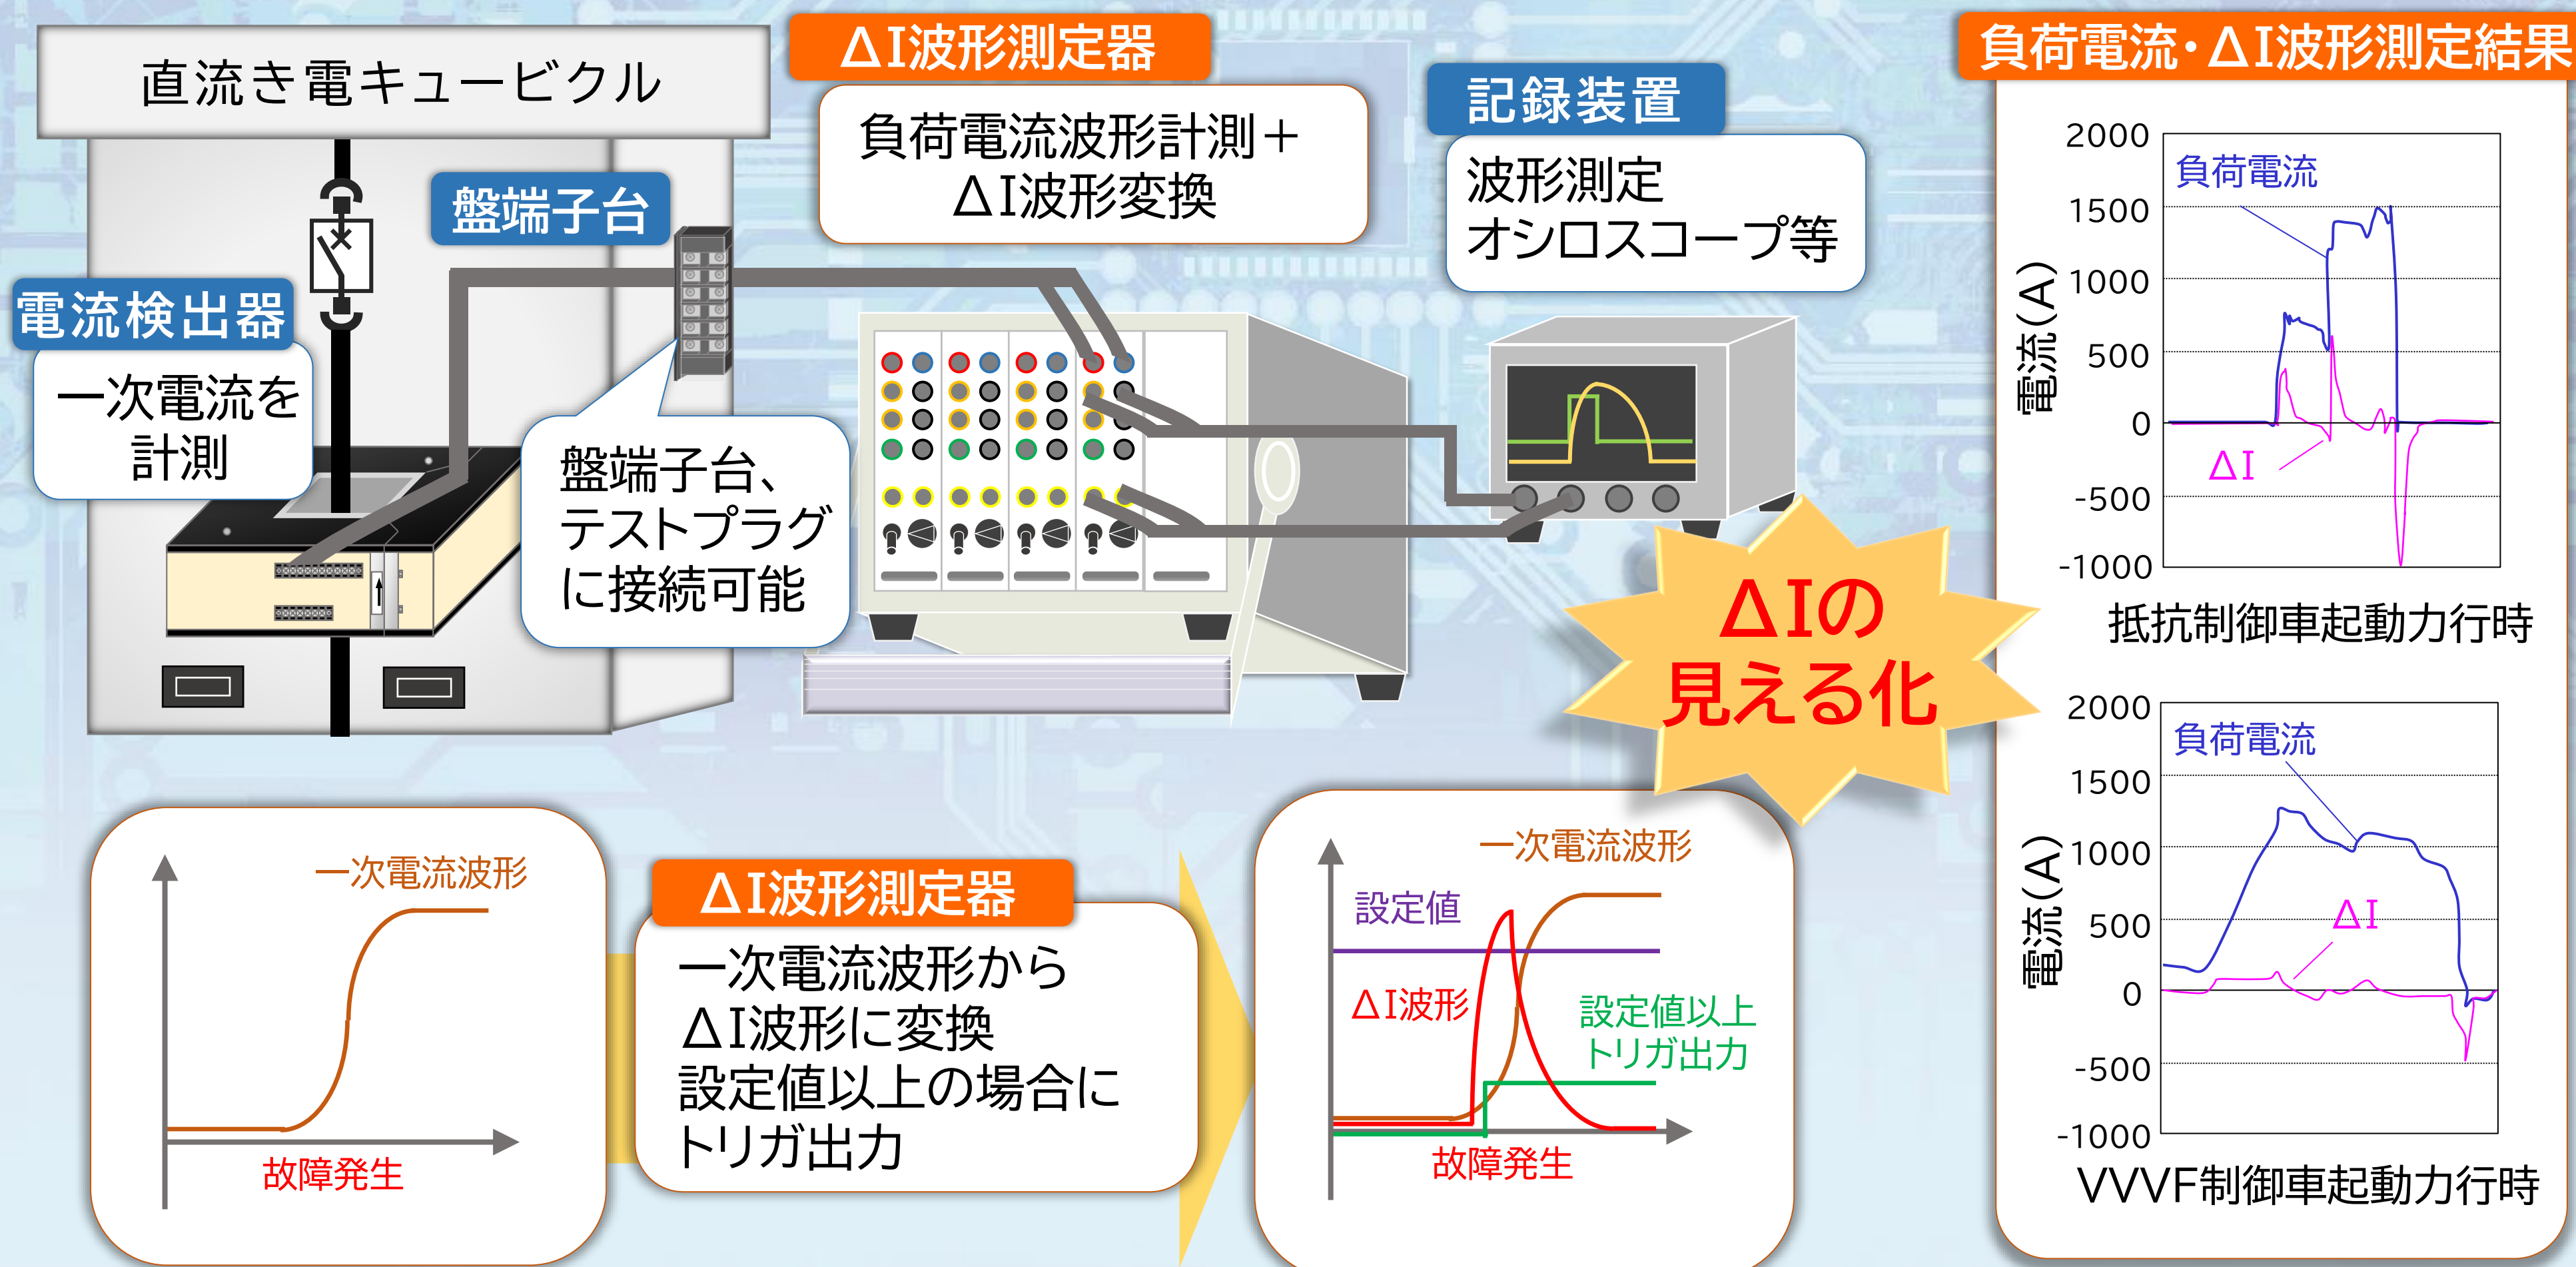 直流き電キュービクル
盤端子台
電流検出器
一次電流を
計測
盤端子台、
テストプラグ
に接続可能
ΔI波形測定器
負荷電流波形計測＋
ΔI波形変換
記録装置
波形測定
オシロスコープ等
ΔIの
見える化
一次電流波形
故障発生
ΔI波形測定器
一次電流波形から
ΔI波形に変換
設定値以上の場合に
トリガ出力
一次電流波形
設定値
ΔI波形
設定値以上
トリガ出力
故障発生
負荷電流・ΔI波形測定結果
2000
1500
1000
500
0
-500
-1000
電流(A)
負荷電流
ΔI
抵抗制御車起動力行時
2000
1500
1000
500
0
-500
-1000
電流(A)
負荷電流
ΔI
VVVF制御車起動力行時